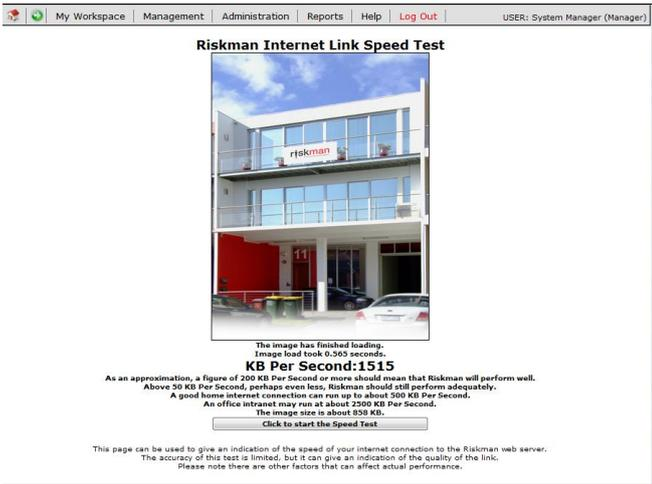 My Workspace Management Administration Reports Help Log Out USER: System Manager (Manager)
Riskman Internet Link Speed Test
riskman
11
The image has finished loading.
Image load took 0.565 seconds.
KB Per Second:1515
As an approximation, a figure of 200 KB Per Second or more should mean that Riskman will perform well.
Above 50 KB Per Second, perhaps even less, Riskman should still perform adequately.
A good home internet connection can run up to about 500 KB Per Second.
An office intranet may run at about 2500 KB Per Second.
The image size is about 858 KB.
Click to start the Speed Test
This page can be used to give an indication of the speed of your internet connection to the Riskman web server.
The accuracy of this test is limited, but it can give an indication of the quality of the link.
Please note there are other factors that can affect actual performance.